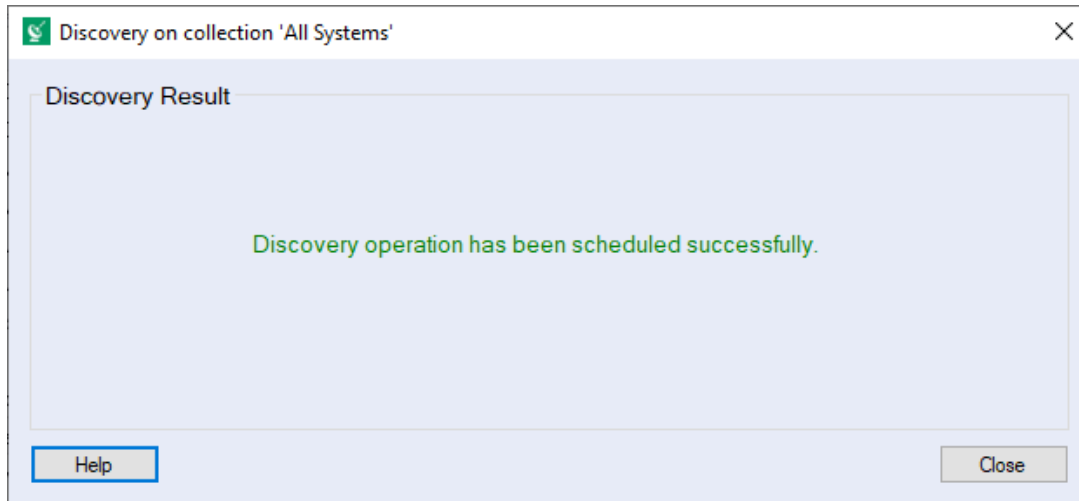 Discovery on collection 'All Systems'
Discovery Result
Discovery operation has been scheduled successfully.
Help
Close